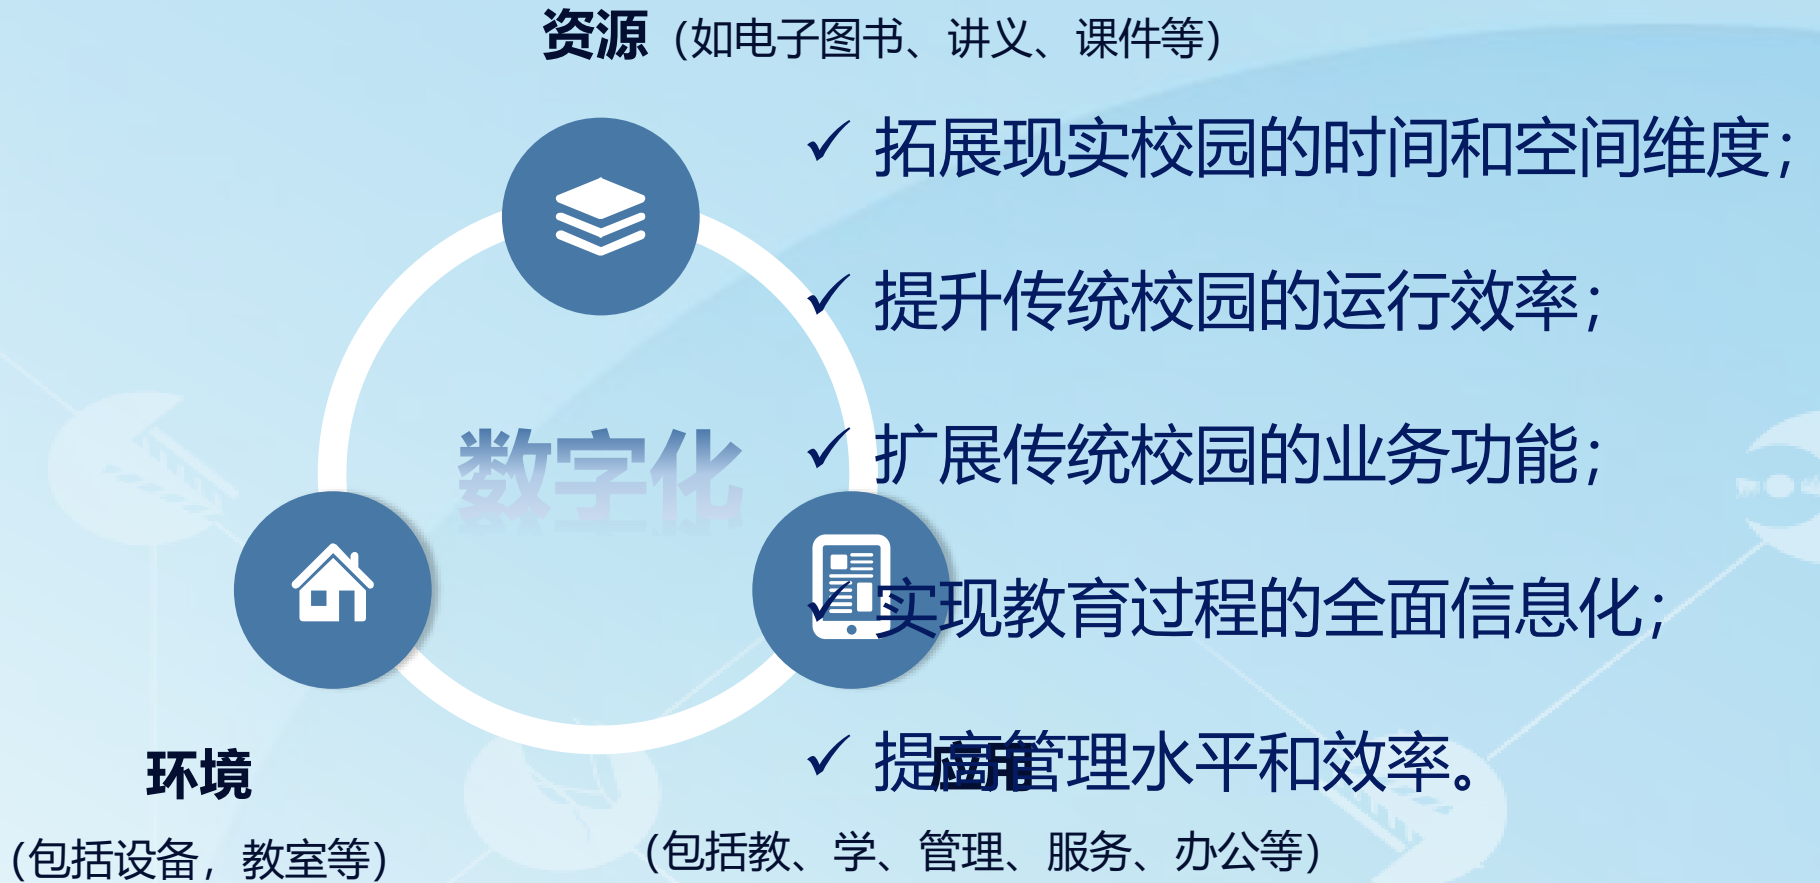 资源（如电子图书、讲义、课件等）
✓ 拓展现实校园的时间和空间维度；
✓ 提升传统校园的运行效率；
数字化
✓ 扩展传统校园的业务功能；
✓ 实现教育过程的全面信息化；
✓ 提高管理水平和效率。
环境
（包括设备，教室等）
应用
（包括教、学、管理、服务、办公等）